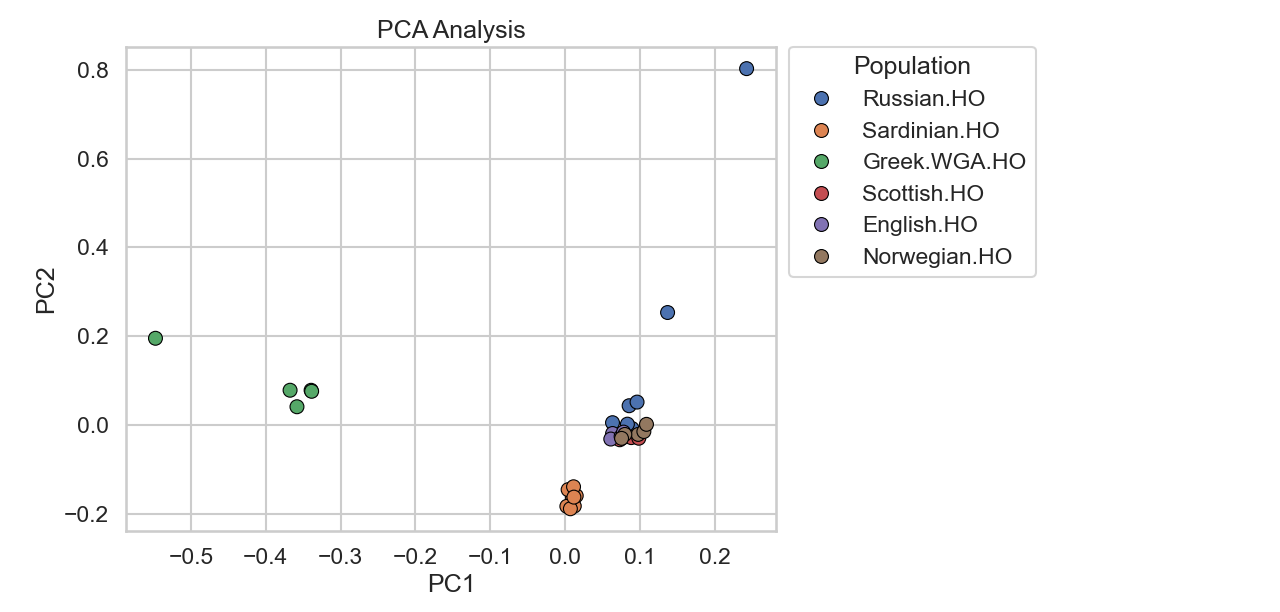 PCA Analysis
PC2
0.8
0.6
0.4
0.2
0.0
−0.2
−0.5
−0.4
−0.3
−0.2
−0.1
0.0
0.1
0.2
PC1
Population
Russian.HO
Sardinian.HO
Greek.WGA.HO
Scottish.HO
English.HO
Norwegian.HO